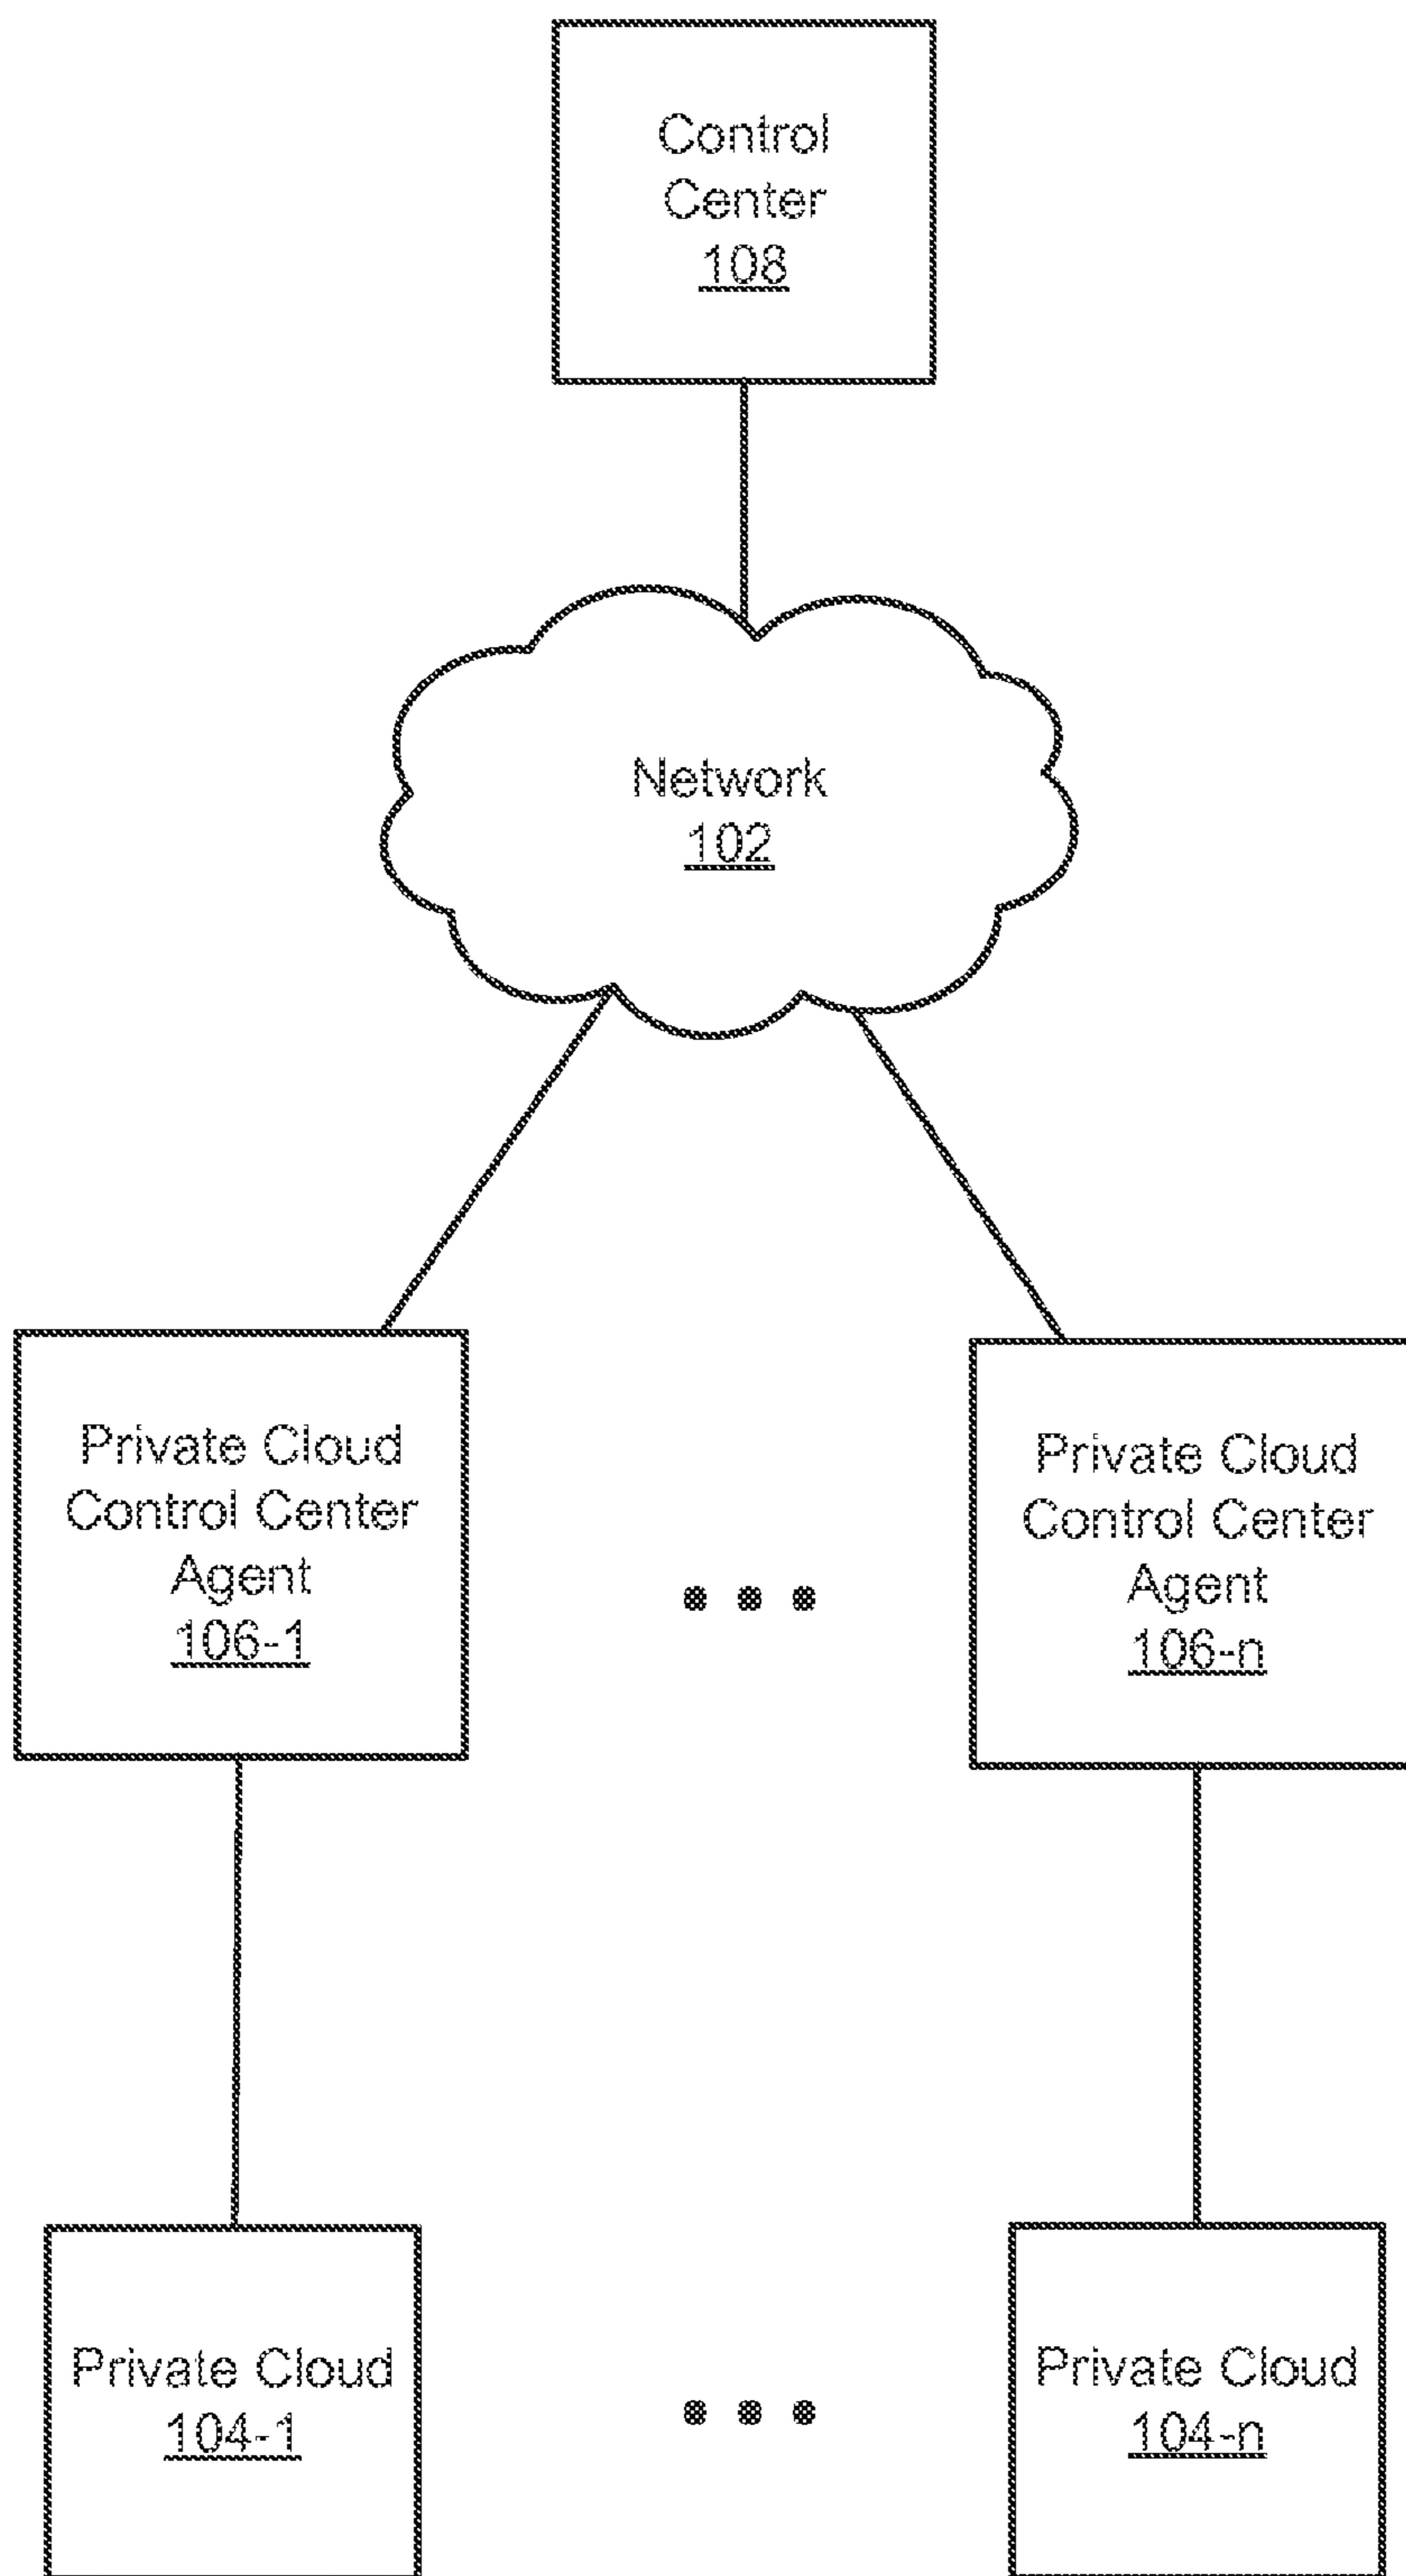 Control
Center
108
Network
102
Private Cloud
Control Center
Agent
106-1
Private Cloud
Control Center
Agent
106-n
Private Cloud
104-1
Private Cloud
104-n